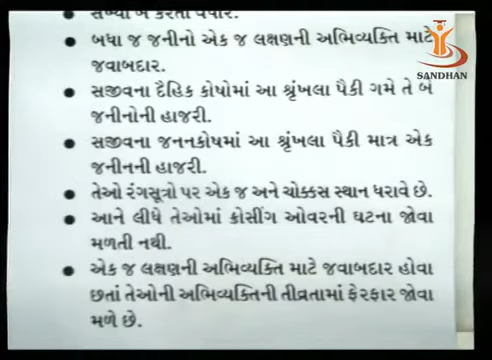 સંખ્યા બે કરતાં વધારે.
SANDHAN
• બધા જ જનીનો એક જ લક્ષણની અભિવ્યક્તિ માટે
જવાબદાર.
• સજીવના દૈહિક કોષોમાં આ શ્રૃંખલા પૈકી ગમે તે બે
જનીનોની હાજરી.
• સજીવના જનનકોષમાં આ શ્રૃંખલા પૈકી માત્ર એક
જનીનની હાજરી.
• તેઓ રંગસૂત્રો પર એક જ અને ચોક્કસ સ્થાન ધરાવે છે.
• આને લીધે તેઓમાં ક્રોસીંગ ઓવરની ઘટના જોવા
મળતી નથી.
• એક જ લક્ષણની અભિવ્યક્તિ માટે જવાબદાર હોવા
છતાં તેઓની અભિવ્યક્તિની તીવ્રતામાં ફેરફાર જોવા
મળે છે.